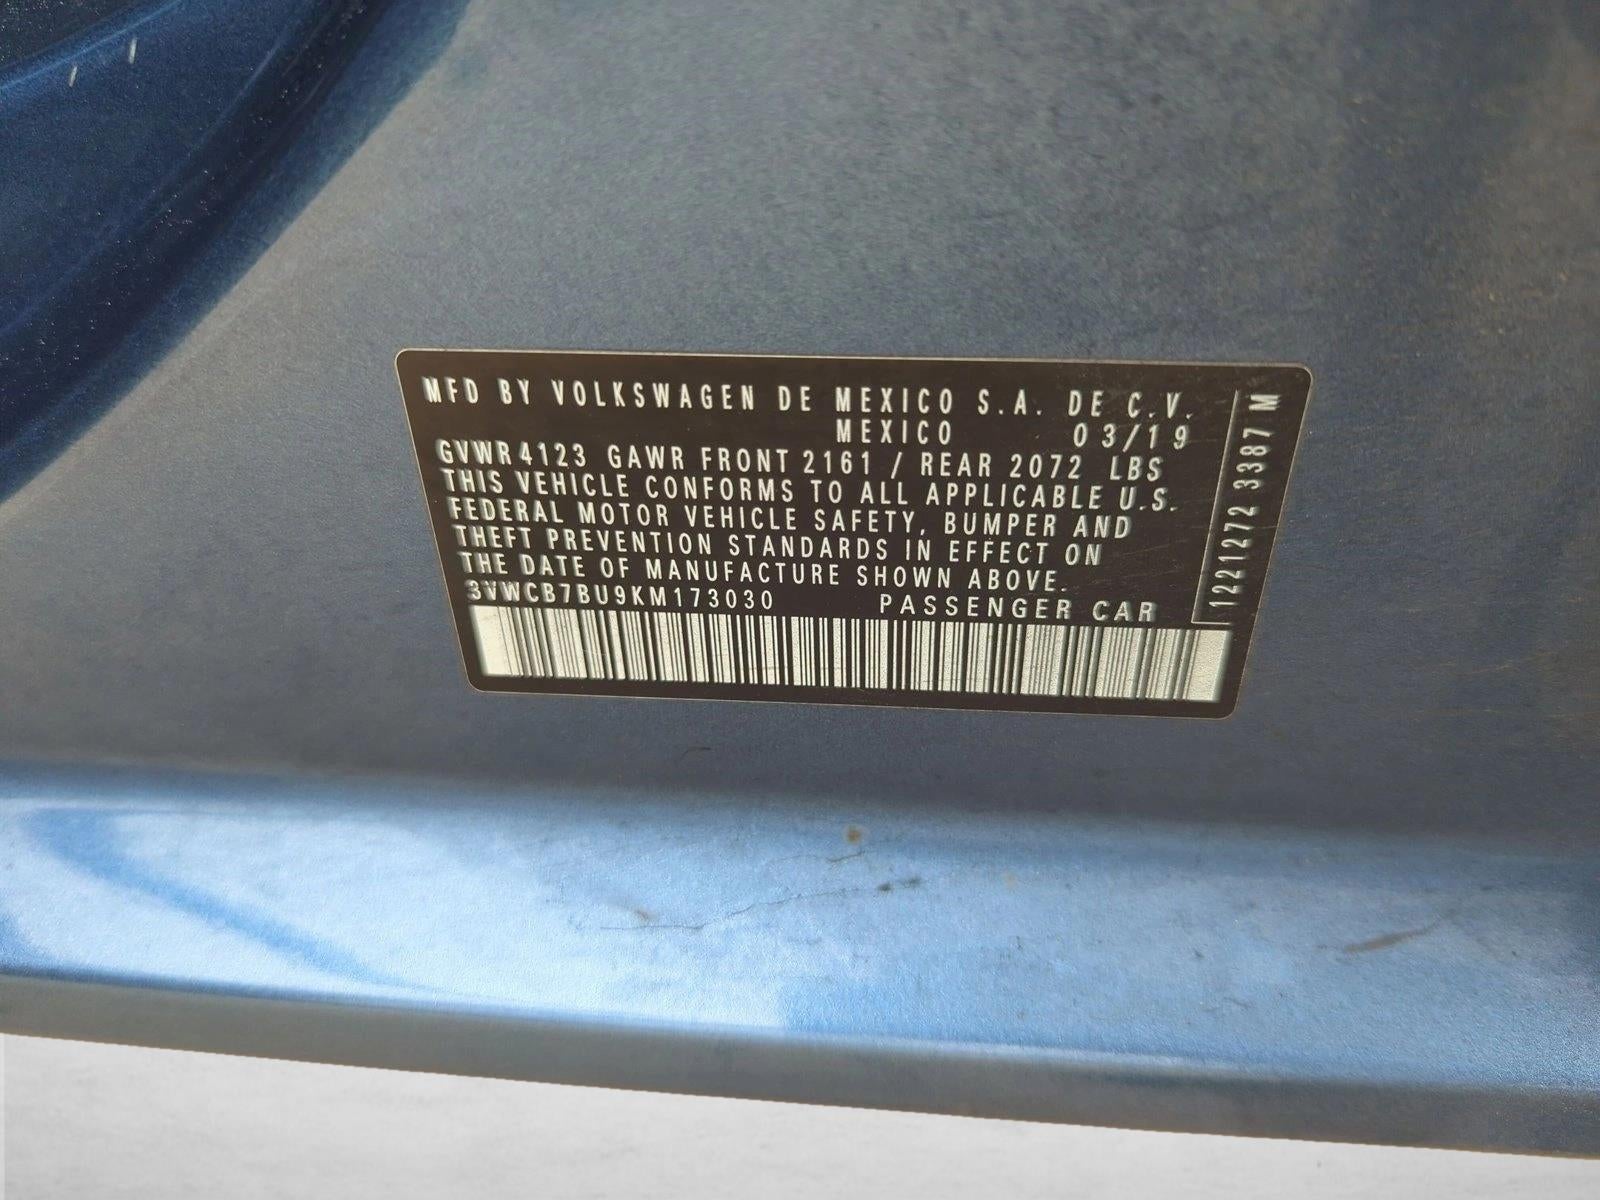 MFD BY VOLKSWAGEN DE MEXICO S.A. DE C.V.
MEXICO 03/19
GVWR 4123 GAWR FRONT 2161 / REAR 2072 LBS
THIS VEHICLE CONFORMS TO ALL APPLICABLE U.S.
FEDERAL MOTOR VEHICLE SAFETY, BUMPER AND
THEFT PREVENTION STANDARDS IN EFFECT ON
THE DATE OF MANUFACTURE SHOWN ABOVE.
3VWCB7BU9KM173030 PASSENGER CAR
1221272 3387 M